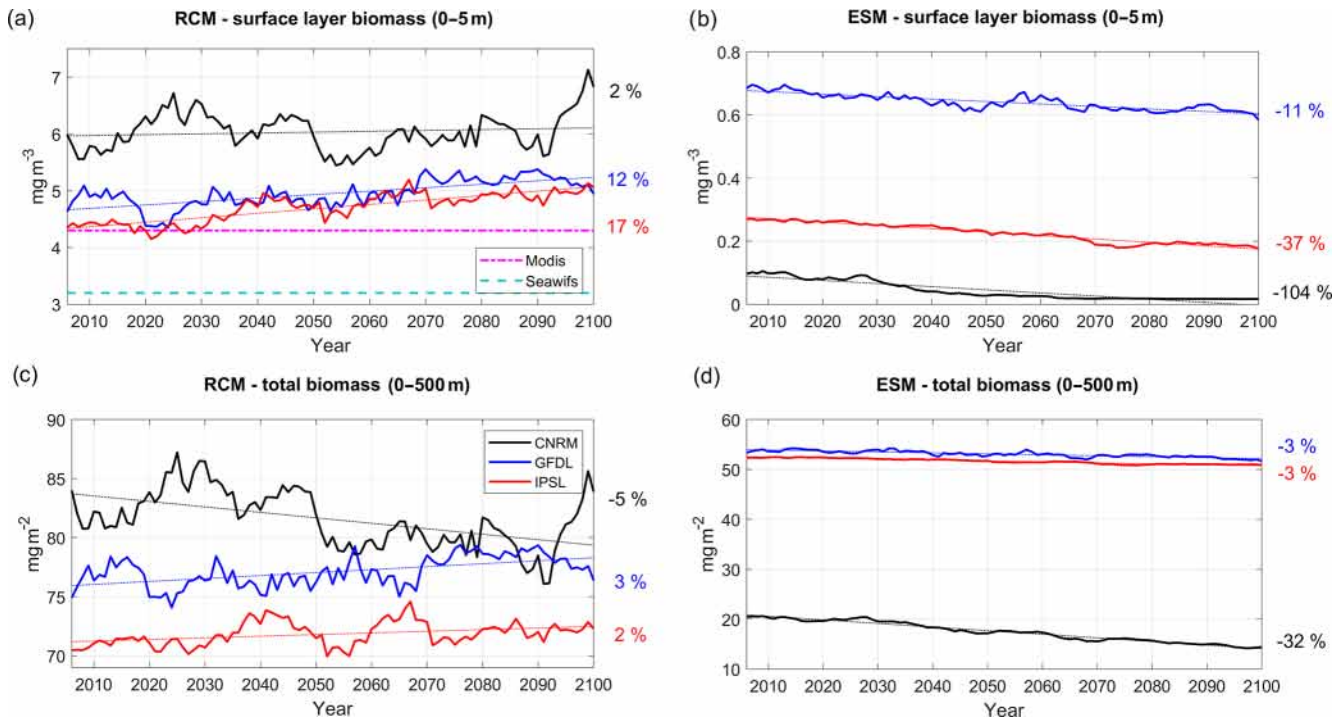 (a)
RCM - surface layer biomass (0–5 m)
mg m-3
7
6
5
4
3
2 %
12 %
17 %
Modis
Seawifs
2010 2020 2030 2040 2050 2060 2070 2080 2090 2100
Year
(b)
ESM - surface layer biomass (0–5 m)
mg m-3
0.8
0.6
0.4
0.2
0
-11 %
-37 %
-104 %
2010 2020 2030 2040 2050 2060 2070 2080 2090 2100
Year
(c)
RCM - total biomass (0–500 m)
mg m-2
90
85
80
75
70
CNRM
GFDL
IPSL
-5 %
3 %
2 %
2010 2020 2030 2040 2050 2060 2070 2080 2090 2100
Year
(d)
ESM - total biomass (0–500 m)
mg m-2
60
50
40
30
20
10
-3 %
-3 %
-32 %
2010 2020 2030 2040 2050 2060 2070 2080 2090 2100
Year